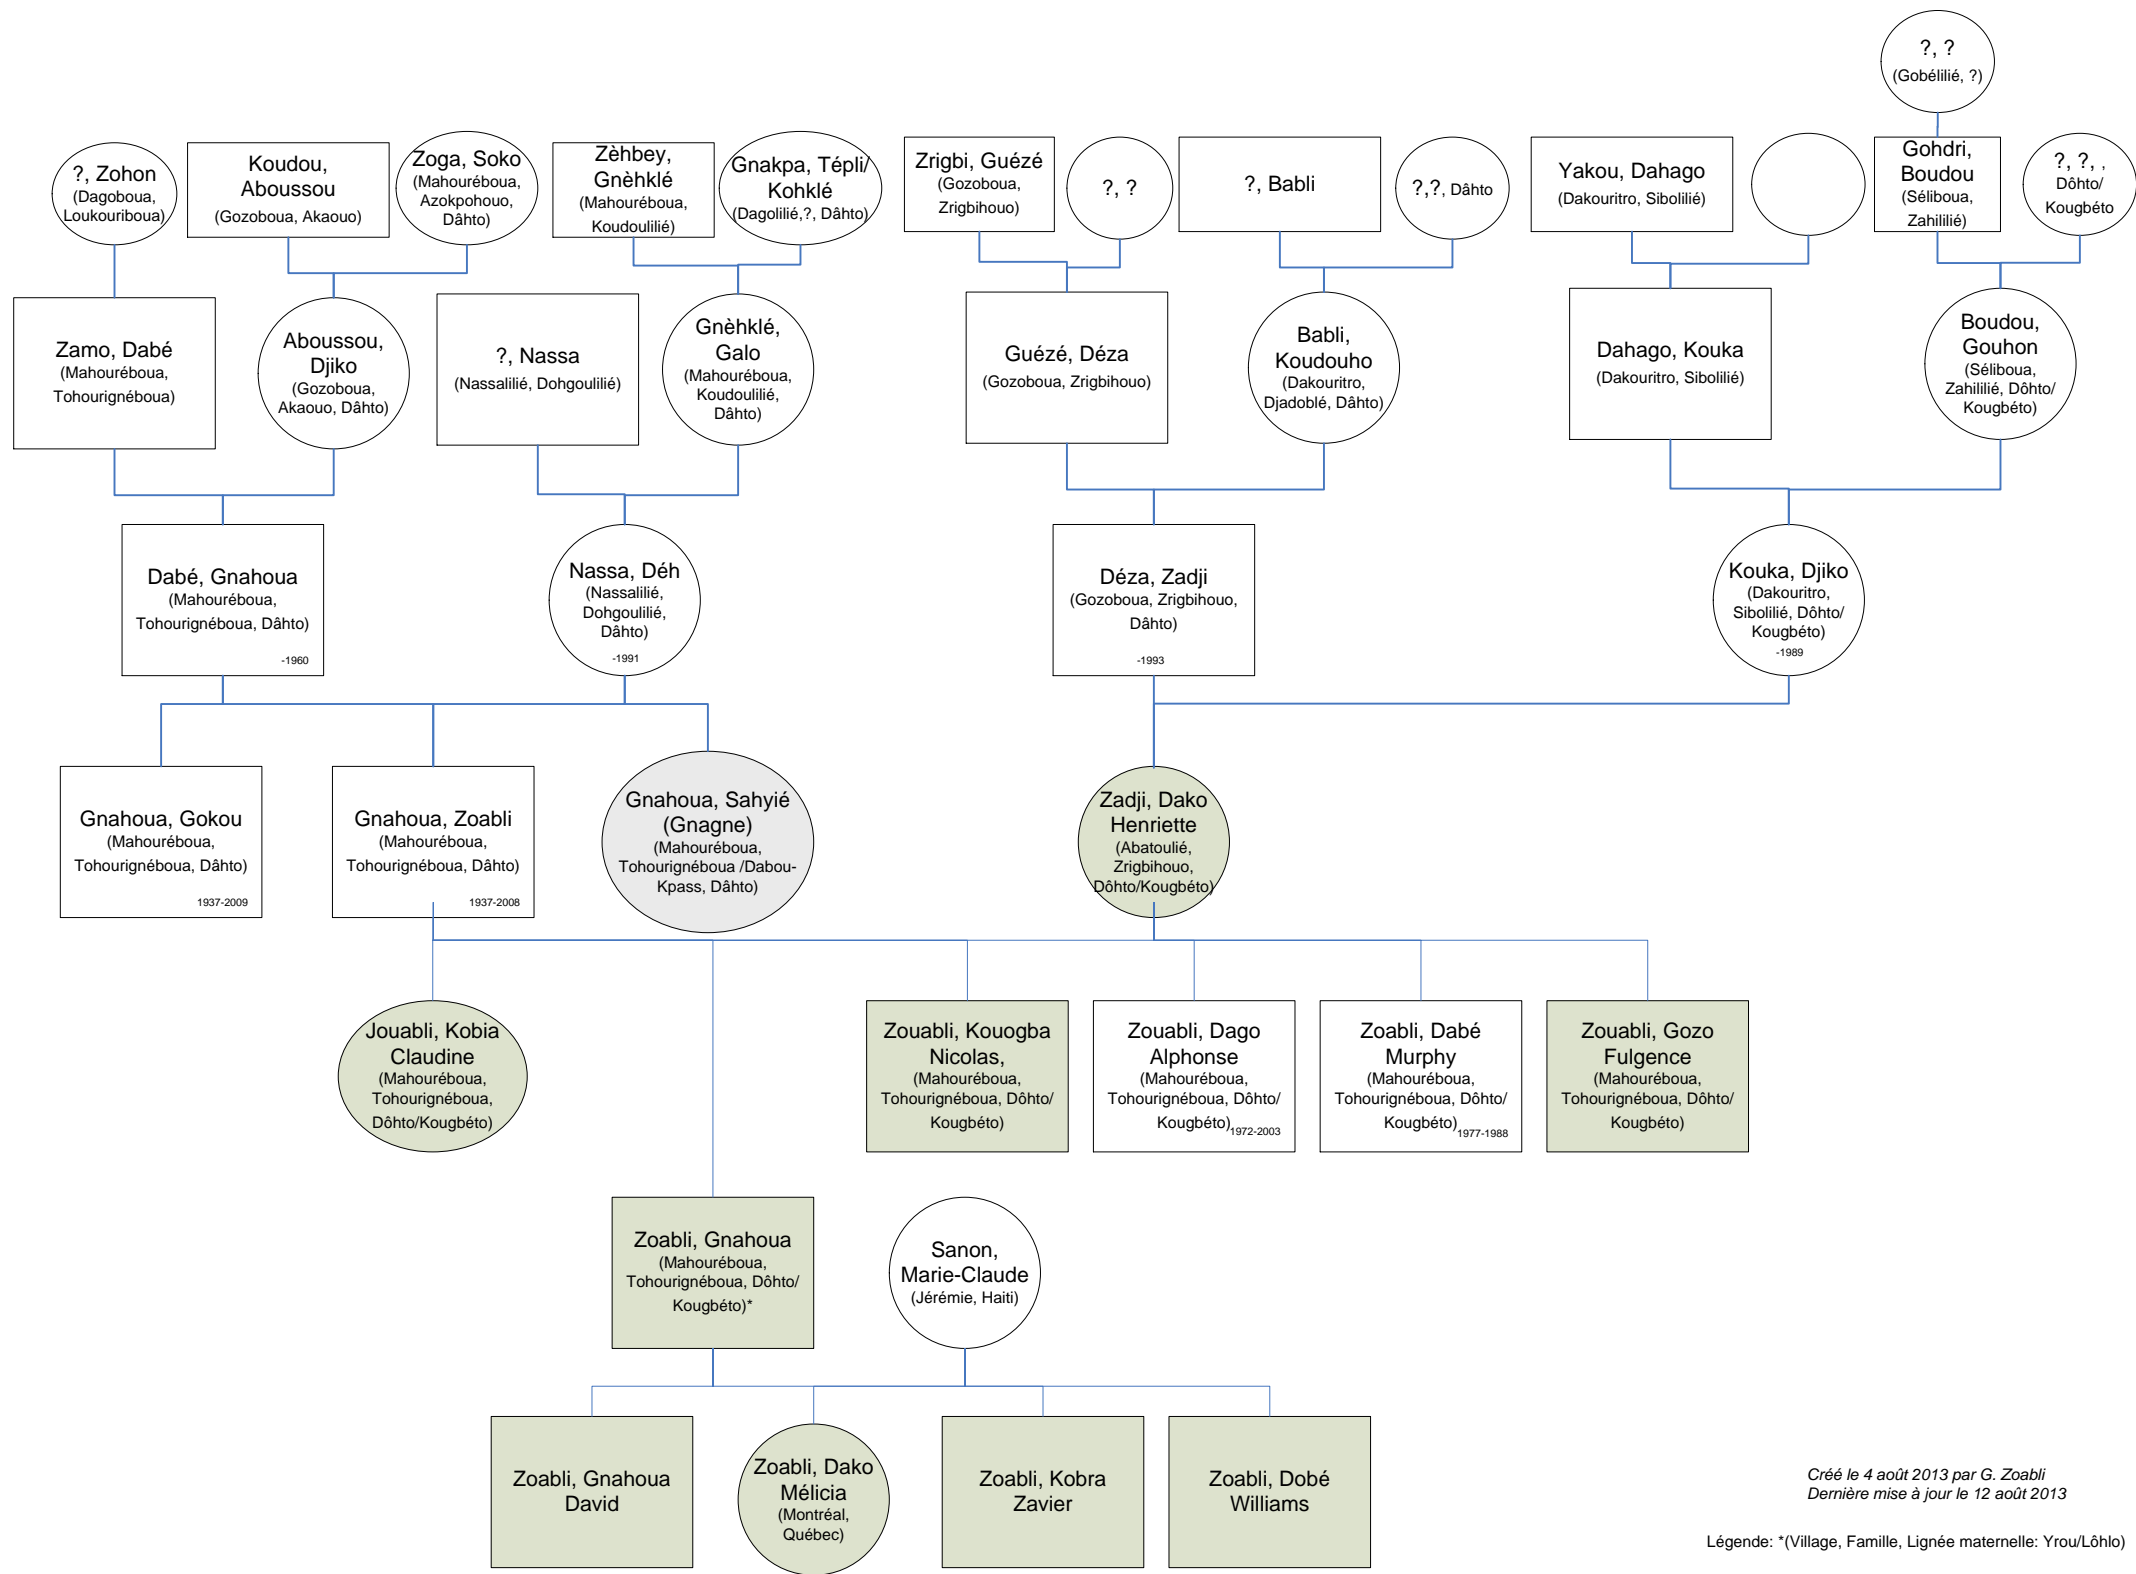 ?, ?
(Gobélilié, ?)
?, Zohon
(Dagoboua,
Loukouriboua)
Koudou,
Aboussou
(Gozoboua, Akaouo)
Zoga, Soko
(Mahouréboua,
Azokpohouo,
Dâhto)
Zèhbey,
Gnèhklé
(Mahouréboua,
Koudoulilié)
Gnakpa, Tépli/
Kohklé
(Dagolilié,?, Dâhto)
Zrigbi, Guézé
(Gozoboua,
Zrigbihouo)
?, ?
?, Babli
?,?, Dâhto
Yakou, Dahago
(Dakouritro, Sibolilié)
Gohdri,
Boudou
(Séliboua,
Zahililié)
?, ?, ,
Dôhto/
Kougbéto
Zamo, Dabé
(Mahouréboua,
Tohourignéboua)
Aboussou,
Djiko
(Gozoboua,
Akaouo, Dâhto)
?, Nassa
(Nassalilié, Dohgoulilié)
Gnèhklé,
Galo
(Mahouréboua,
Koudoulilié,
Dâhto)
Guézé, Déza
(Gozoboua, Zrigbihouo)
Babli,
Koudouho
(Dakouritro,
Djadoblé, Dâhto)
Dahago, Kouka
(Dakouritro, Sibolilié)
Boudou,
Gouhon
(Séliboua,
Zahililié, Dôhto/
Kougbéto)
Dabé, Gnahoua
(Mahouréboua,
Tohourignéboua, Dâhto)
-1960
Nassa, Déh
(Nassalilié,
Dohgoulilié,
Dâhto)
-1991
Déza, Zadji
(Gozoboua, Zrigbihouo,
Dâhto)
-1993
Kouka, Djiko
(Dakouritro,
Sibolilié, Dôhto/
Kougbéto)
-1989
Gnahoua, Gokou
(Mahouréboua,
Tohourignéboua, Dâhto)
1937-2009
Gnahoua, Zoabli
(Mahouréboua,
Tohourignéboua, Dâhto)
1937-2008
Gnahoua, Sahyié
(Gnagne)
(Mahouréboua,
Tohourignéboua /Dabou-
Kpass, Dâhto)
Zadji, Dako
Henriette
(Abatoulié,
Zrigbihouo,
Dôhto/Kougbéto)
Jouabli, Kobia
Claudine
(Mahouréboua,
Tohourignéboua,
Dôhto/Kougbéto)
Zouabli, Kouogba
Nicolas,
(Mahouréboua,
Tohourignéboua, Dôhto/
Kougbéto)
Zouabli, Dago
Alphonse
(Mahouréboua,
Tohourignéboua, Dôhto/
Kougbéto)
1972-2003
Zoabli, Dabé
Murphy
(Mahouréboua,
Tohourignéboua, Dôhto/
Kougbéto)
1977-1988
Zouabli, Gozo
Fulgence
(Mahouréboua,
Tohourignéboua, Dôhto/
Kougbéto)
Zoabli, Gnahoua
(Mahouréboua,
Tohourignéboua, Dôhto/
Kougbéto)*
Sanon,
Marie-Claude
(Jérémie, Haiti)
Zoabli, Gnahoua
David
Zoabli, Dako
Mélicia
(Montréal,
Québec)
Zoabli, Kobra
Zavier
Zoabli, Dobé
Williams
Créé le 4 août 2013 par G. Zoabli
Dernière mise à jour le 12 août 2013
Légende: *(Village, Famille, Lignée maternelle: Yrou/Lôhlo)